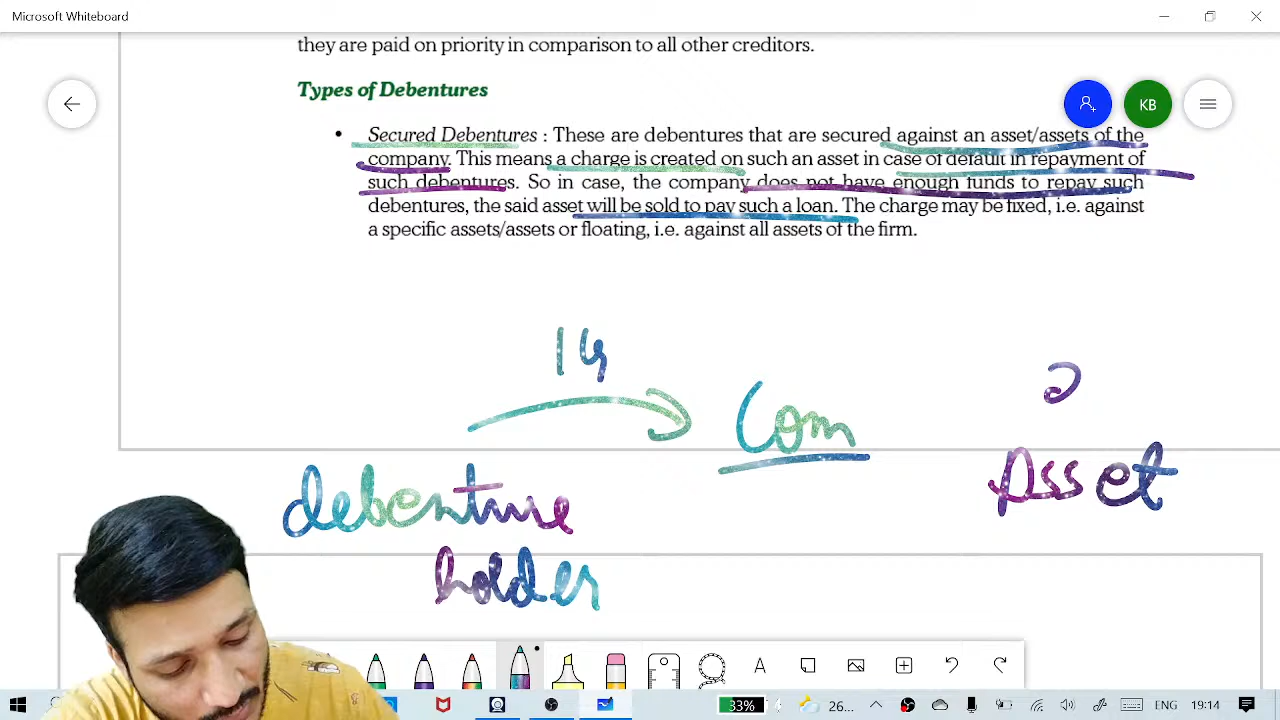 Microsoft Whiteboard
they are paid on priority in comparison to all other creditors.
Types of Debentures
KB
• Secured Debentures : These are debentures that are secured against an asset/assets of the
company. This means a charge is created on such an asset in case of default in repayment of
such debentures. So in case, the company does not have enough funds to repay such
debentures, the said asset will be sold to pay such a loan. The charge may be fixed, i.e. against
a specific assets/assets or floating, i.e. against all assets of the firm.
Com
Asset
debenture
holder
A
33%
26...
ENG
19:14